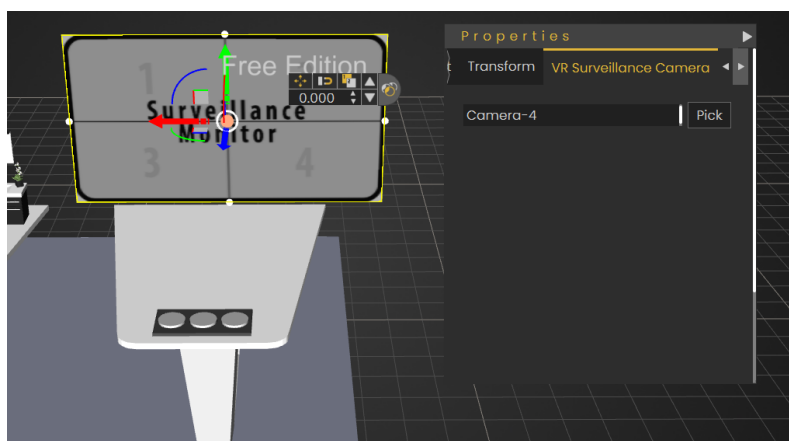 Properties
Transform
VR Surveillance Camera
Free Edition
1
0.000
Surveillance
Monitor
3
4
Camera-4
Pick